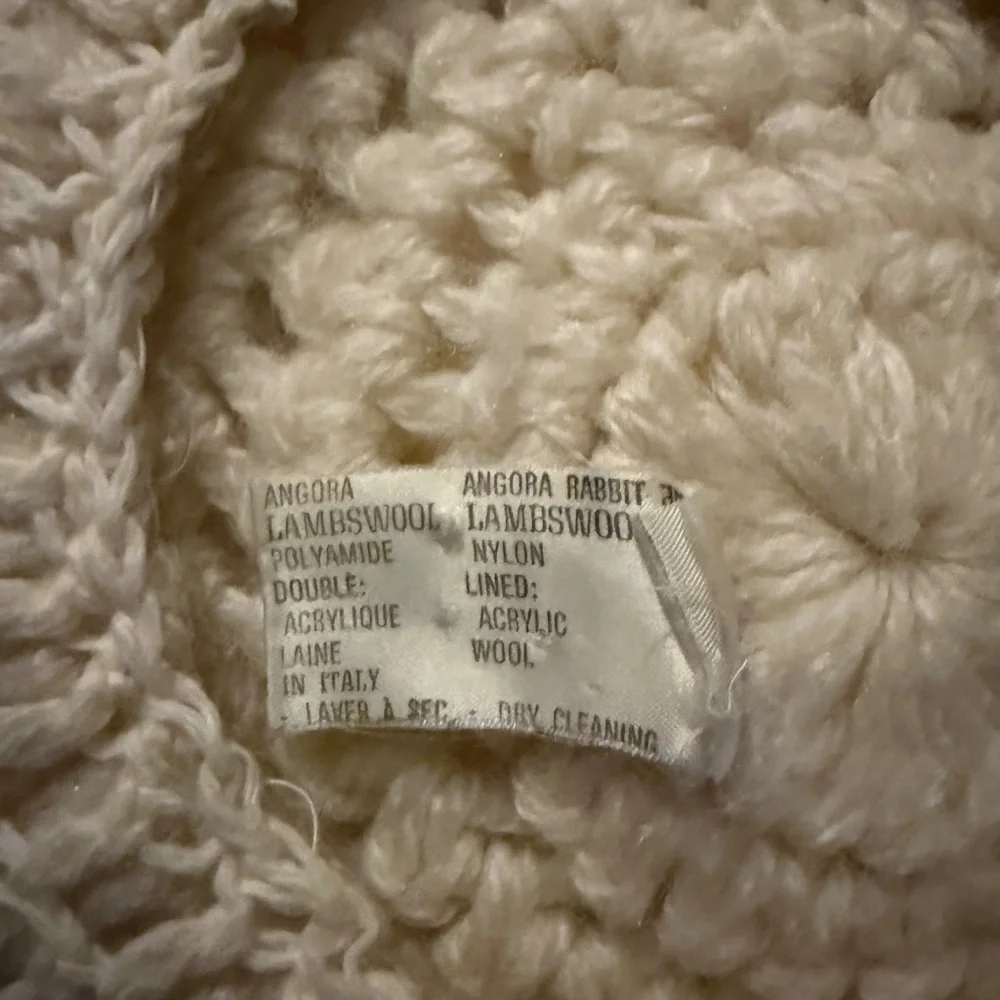 ANGORA ANGORA RABBIT
LAMBSWOOL LAMBSWOO
POLYAMIDE NYLON
DOUBLE: LINED:
ACRYLIQUE ACRYLIC
LAINE WOOL
IN ITALY
- LAVER À SEC - DRY CLEANING